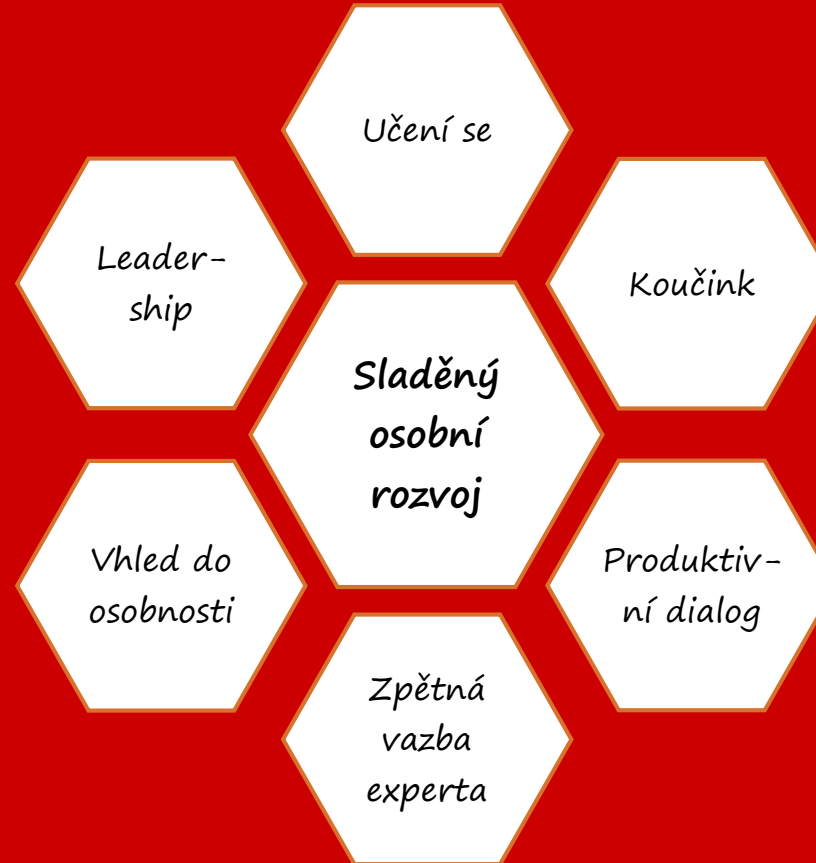 Učení se
Leader-
ship
Koučink
Sladěný
osobní
rozvoj
Vhled do
osobnosti
Produktiv-
ní dialog
Zpětná
vazba
experta